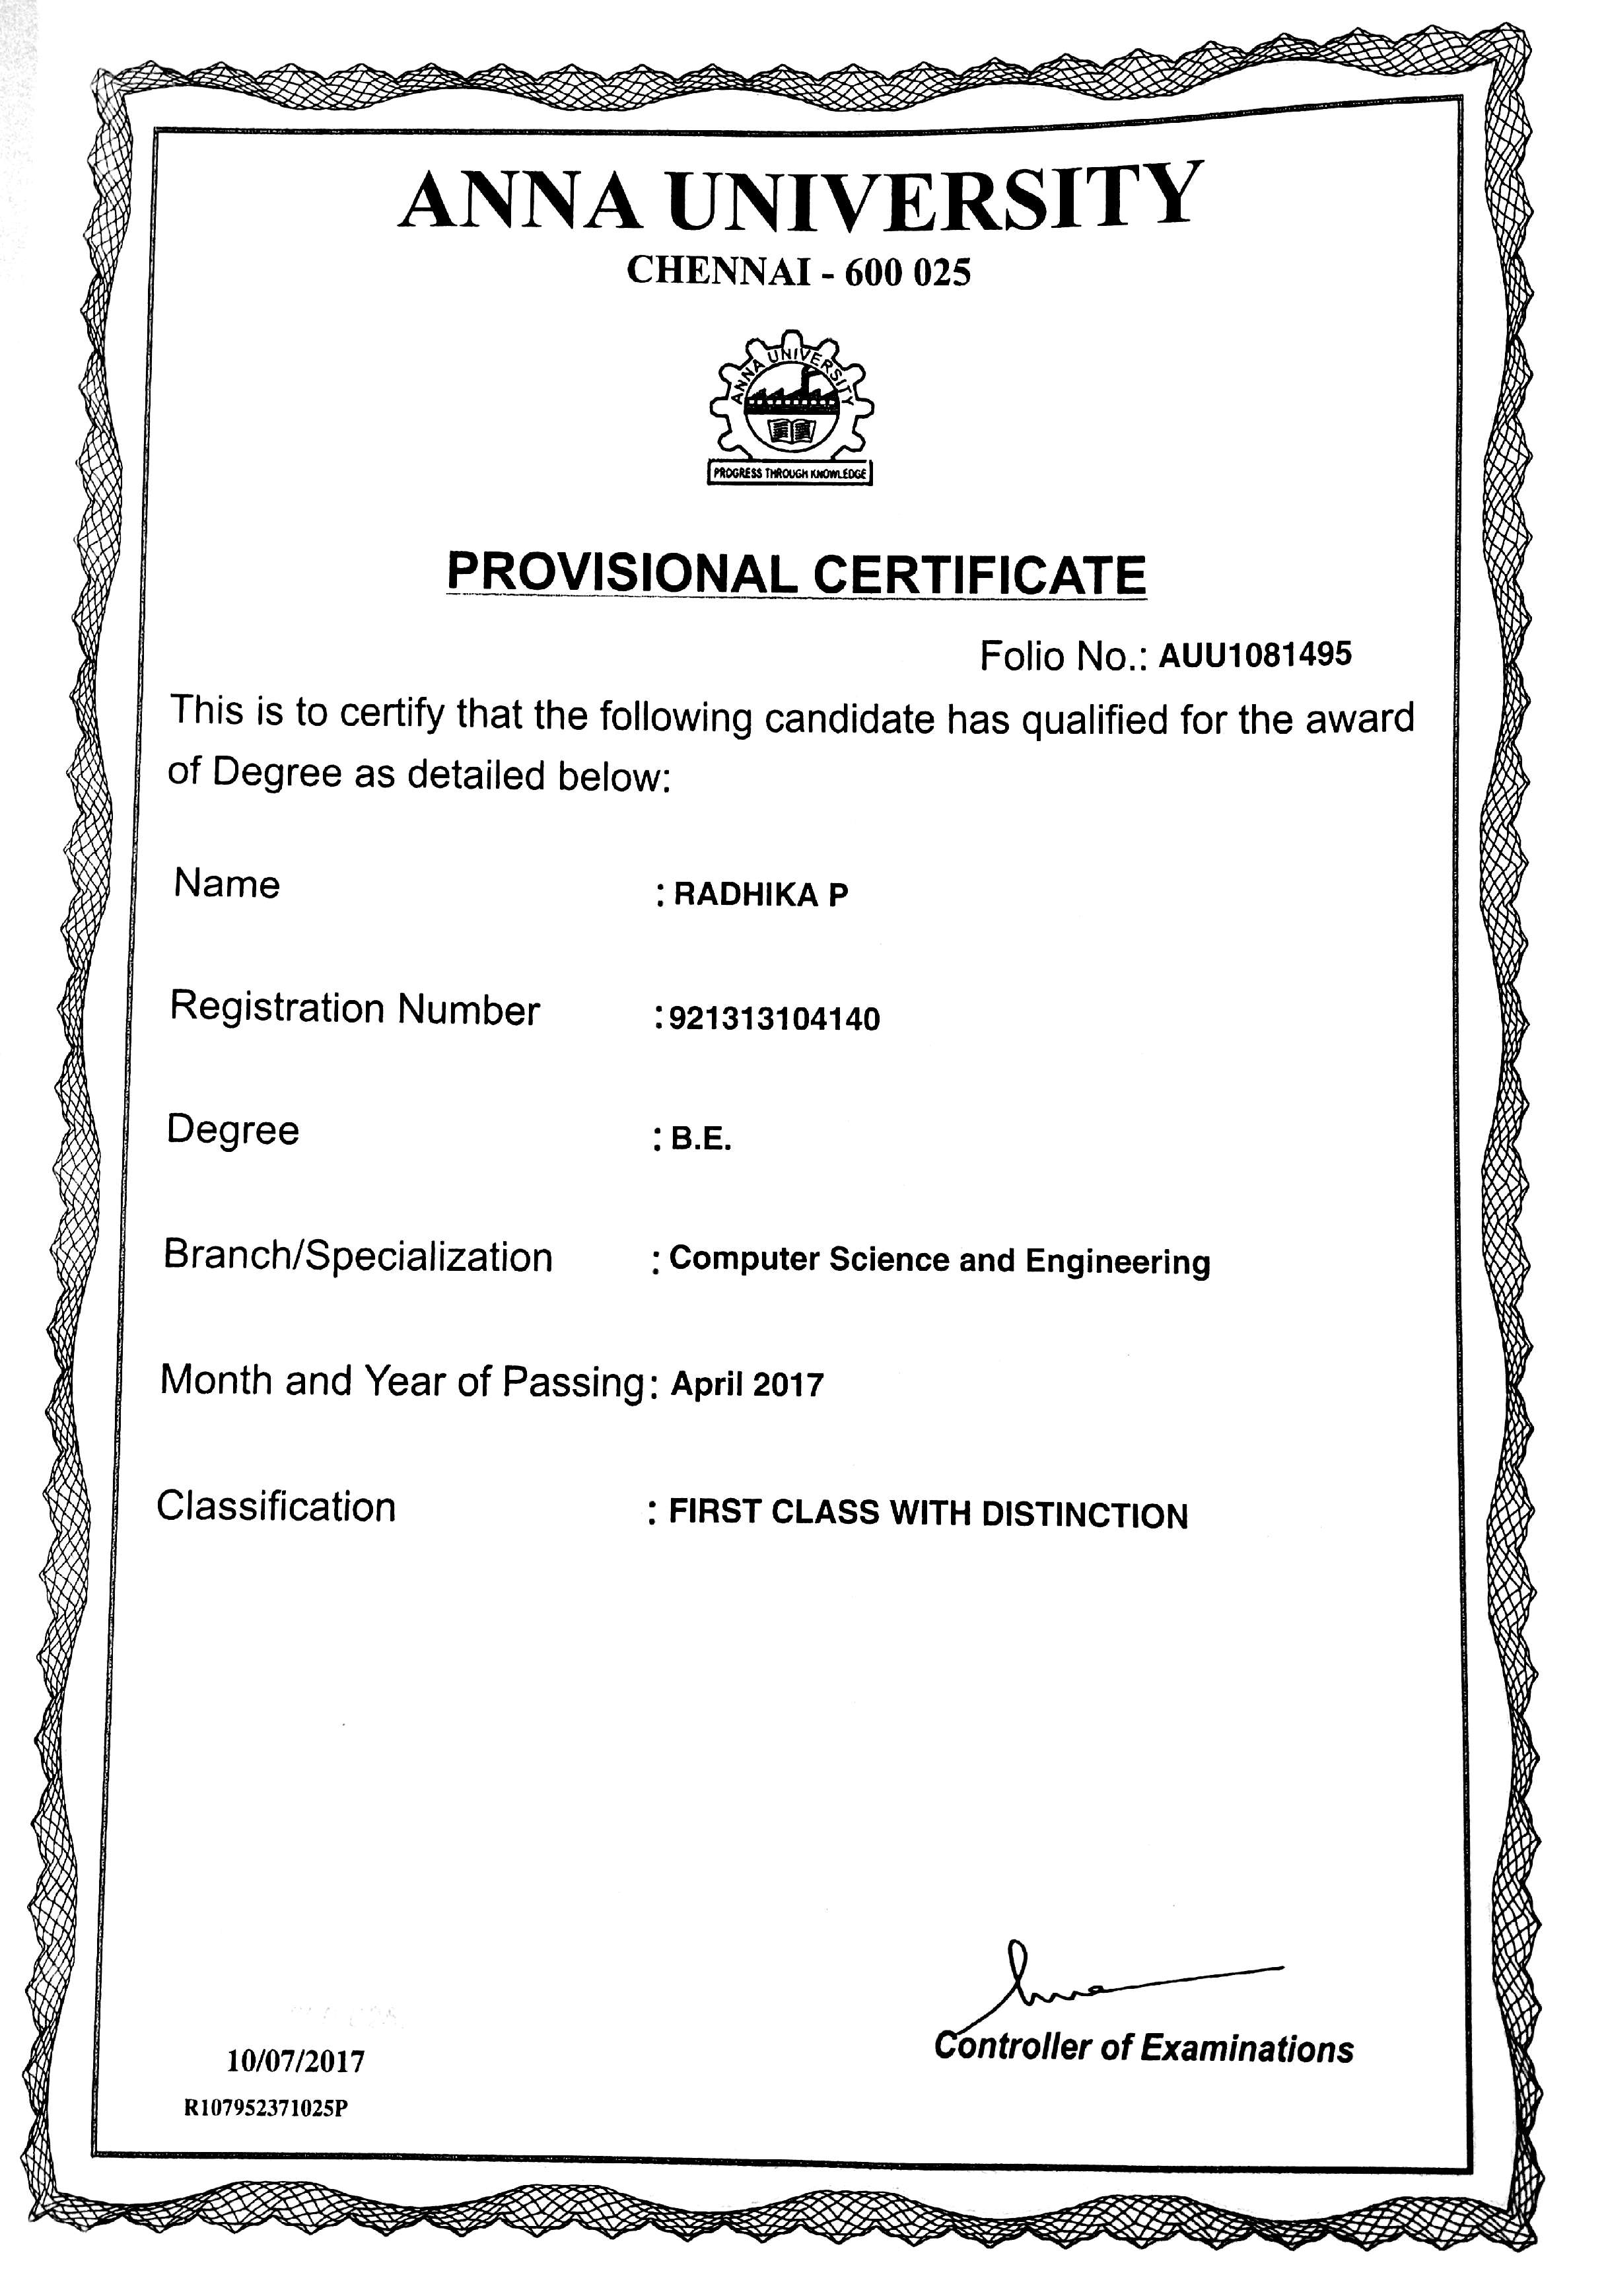 ANNA UNIVERSITY
CHENNAI - 600 025
ANNA UNIVERSITY
PROGRESS THROUGH KNOWLEDGE
PROVISIONAL CERTIFICATE
Folio No.: AUU1081495
This is to certify that the following candidate has qualified for the award
of Degree as detailed below:
Name : RADHIKA P
Registration Number : 921313104140
Degree : B.E.
Branch/Specialization : Computer Science and Engineering
Month and Year of Passing : April 2017
Classification : FIRST CLASS WITH DISTINCTION
Controller of Examinations
10/07/2017
R107952371025P